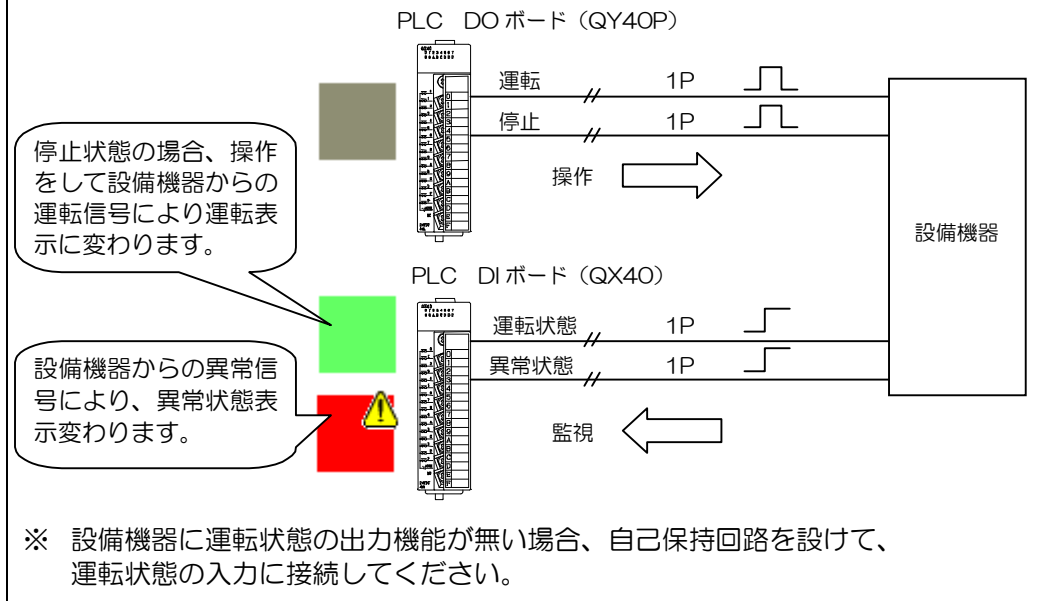 PLC DOボード（QY40P）
運転 1P
停止 1P
操作
停止状態の場合、操作
をして設備機器からの
運転信号により運転表
示に変わります。
設備機器
PLC DIボード（QX40）
運転状態 1P
異常状態 1P
監視
設備機器からの異常信
号により、異常状態表
示変わります。
※ 設備機器に運転状態の出力機能が無い場合、自己保持回路を設けて、
運転状態の入力に接続してください。